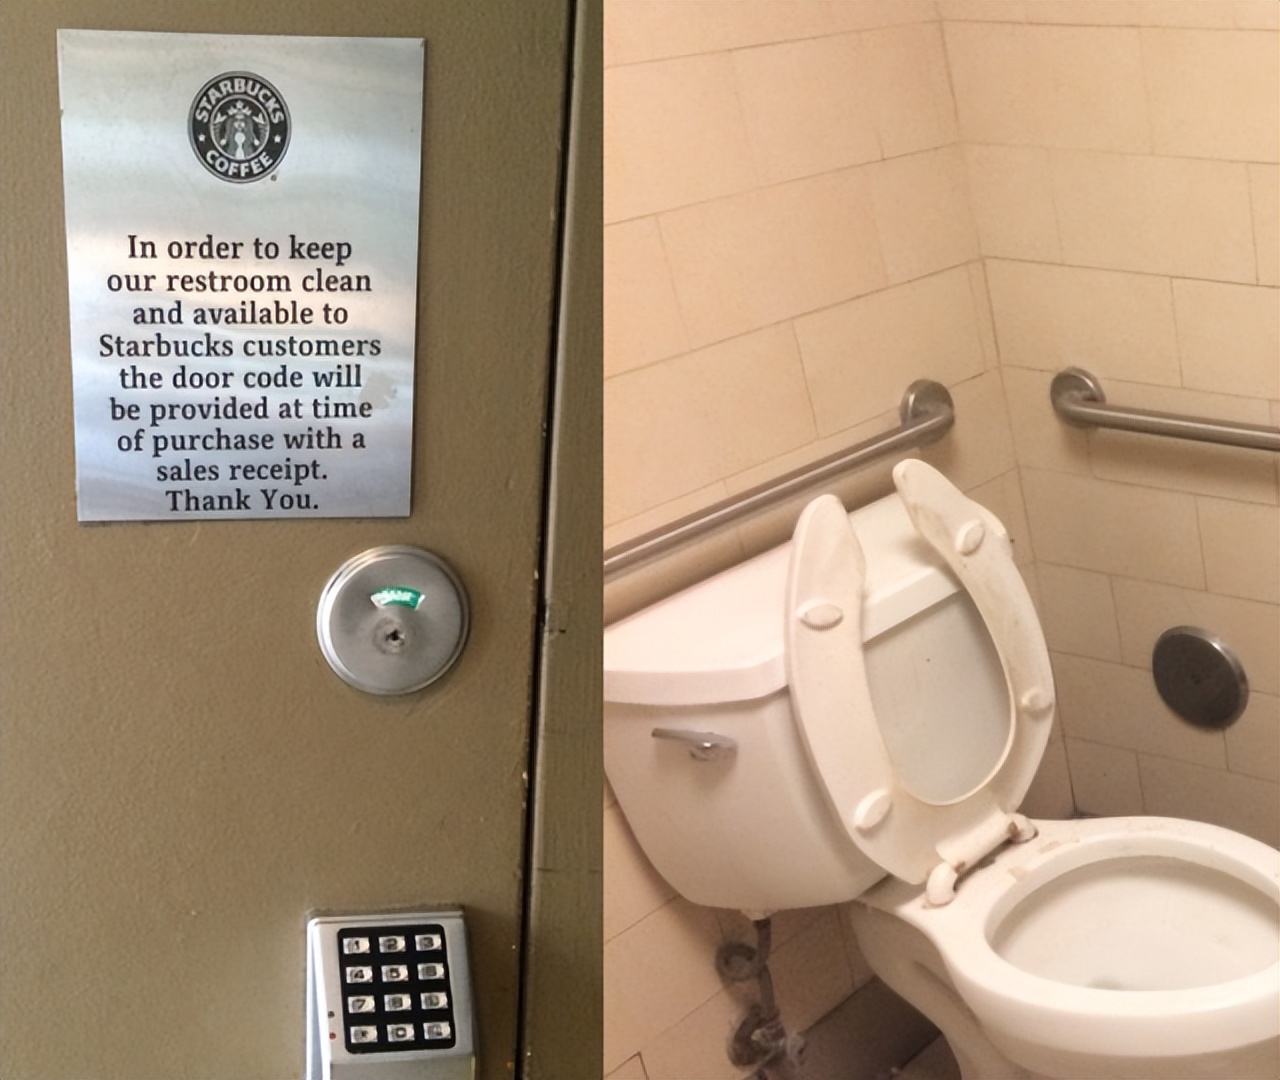 STARBUCKS
COFFEE
In order to keep
our restroom clean
and available to
Starbucks customers
the door code will
be provided at time
of purchase with a
sales receipt.
Thank You.
1 2 3
4 5 6
7 8
0